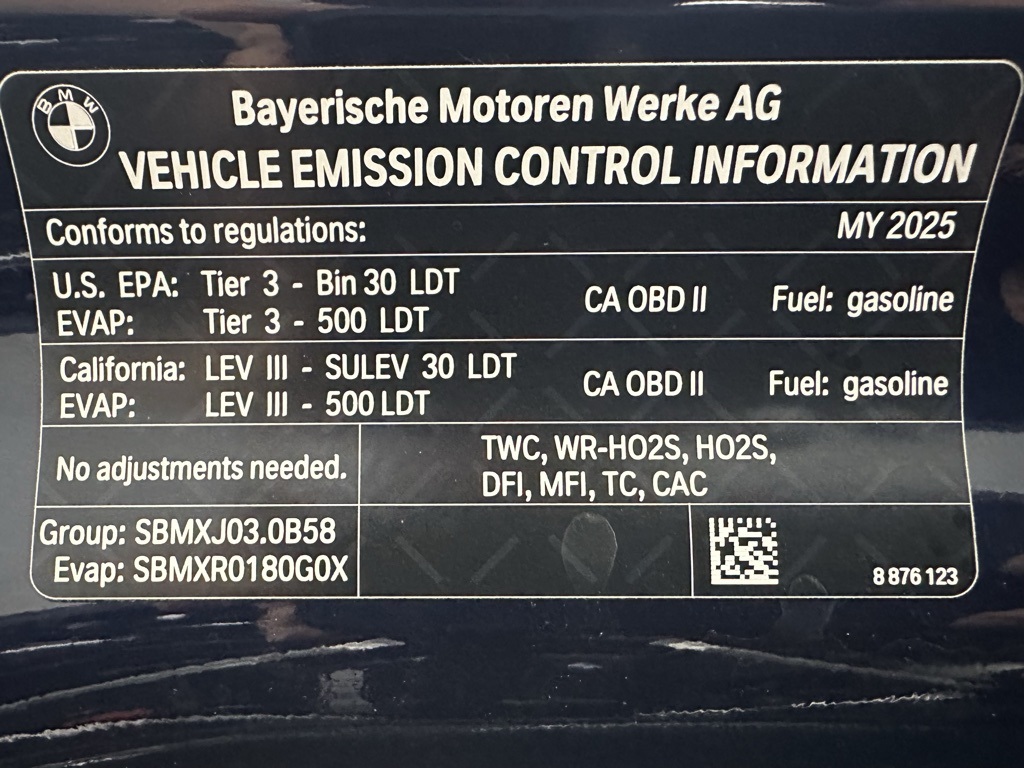 BMW
Bayerische Motoren Werke AG
VEHICLE EMISSION CONTROL INFORMATION
Conforms to regulations: MY 2025
U.S. EPA: Tier 3 - Bin 30 LDT CA OBD II Fuel: gasoline
EVAP: Tier 3 - 500 LDT
California: LEV III - SULEV 30 LDT CA OBD II Fuel: gasoline
EVAP: LEV III - 500 LDT
No adjustments needed.
TWC, WR-HO2S, HO2S,
DFI, MFI, TC, CAC
Group: SBMXJ03.0B58
Evap: SBMXR0180G0X
8 876 123